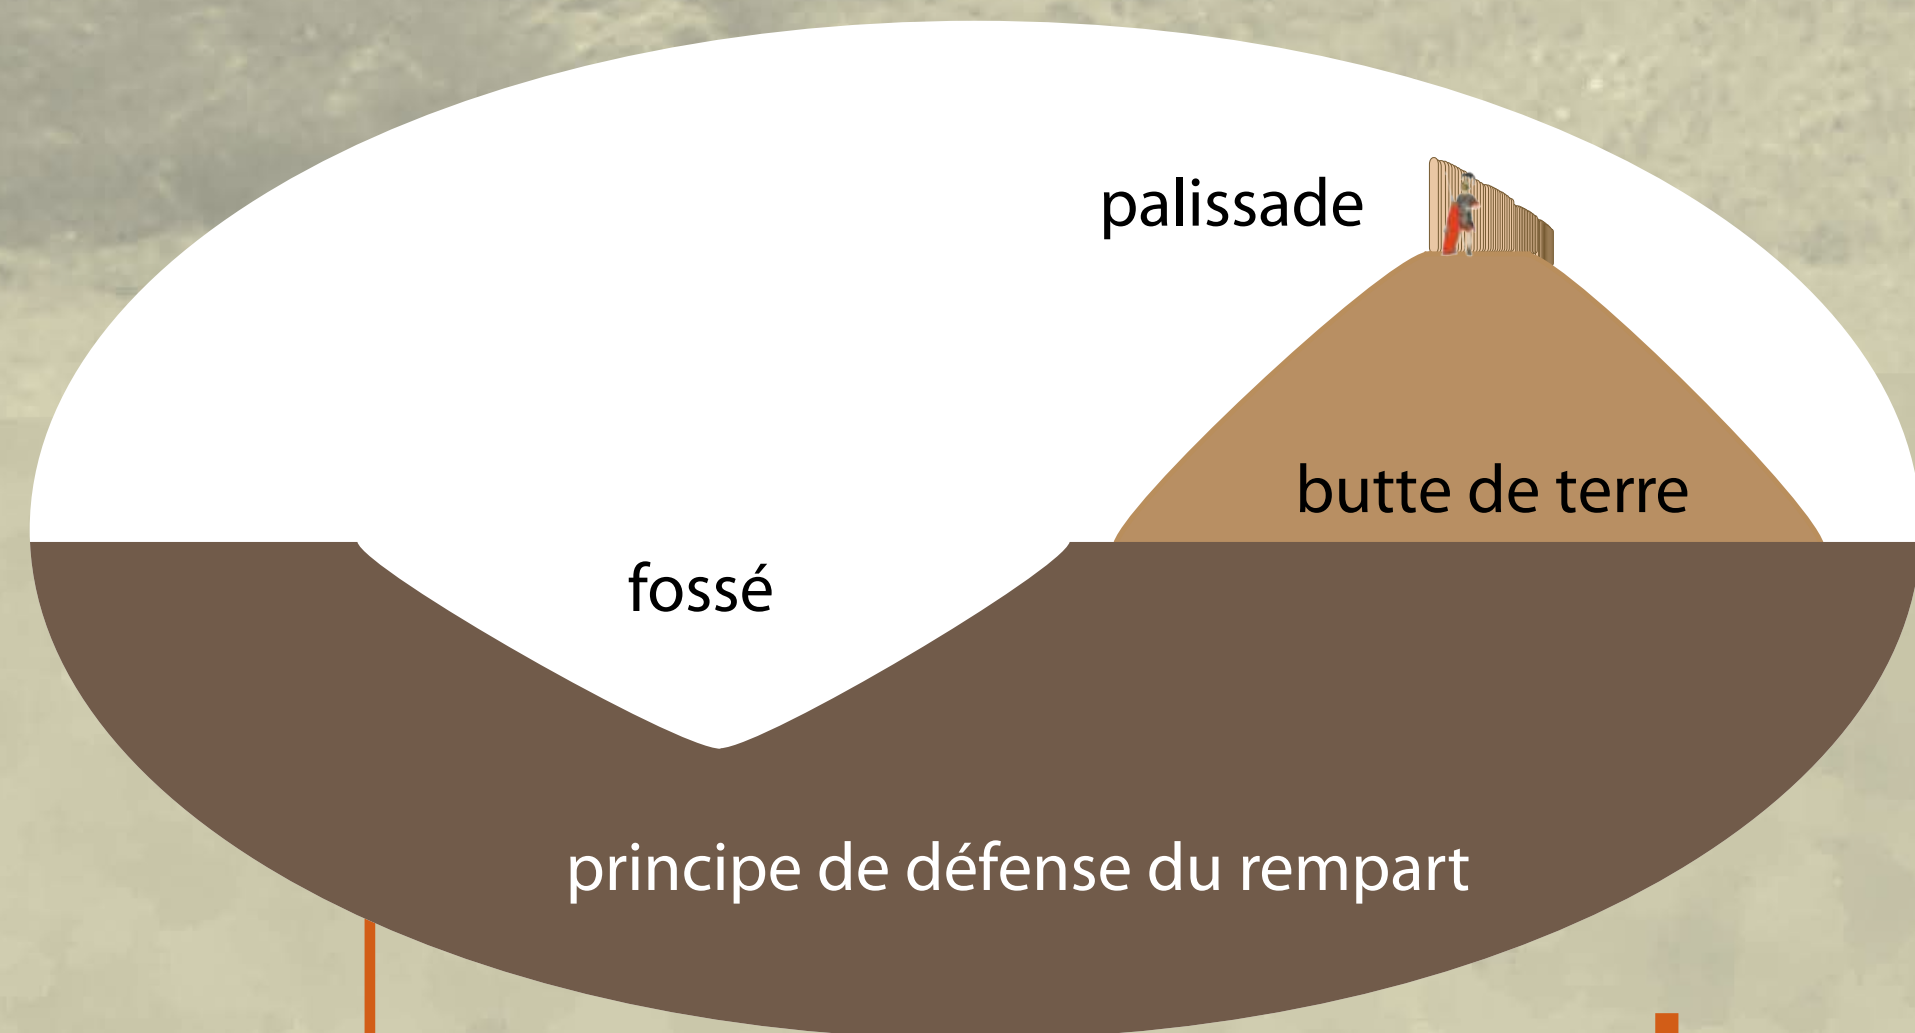 palissade
butte de terre
fossé
principe de défense du rempart